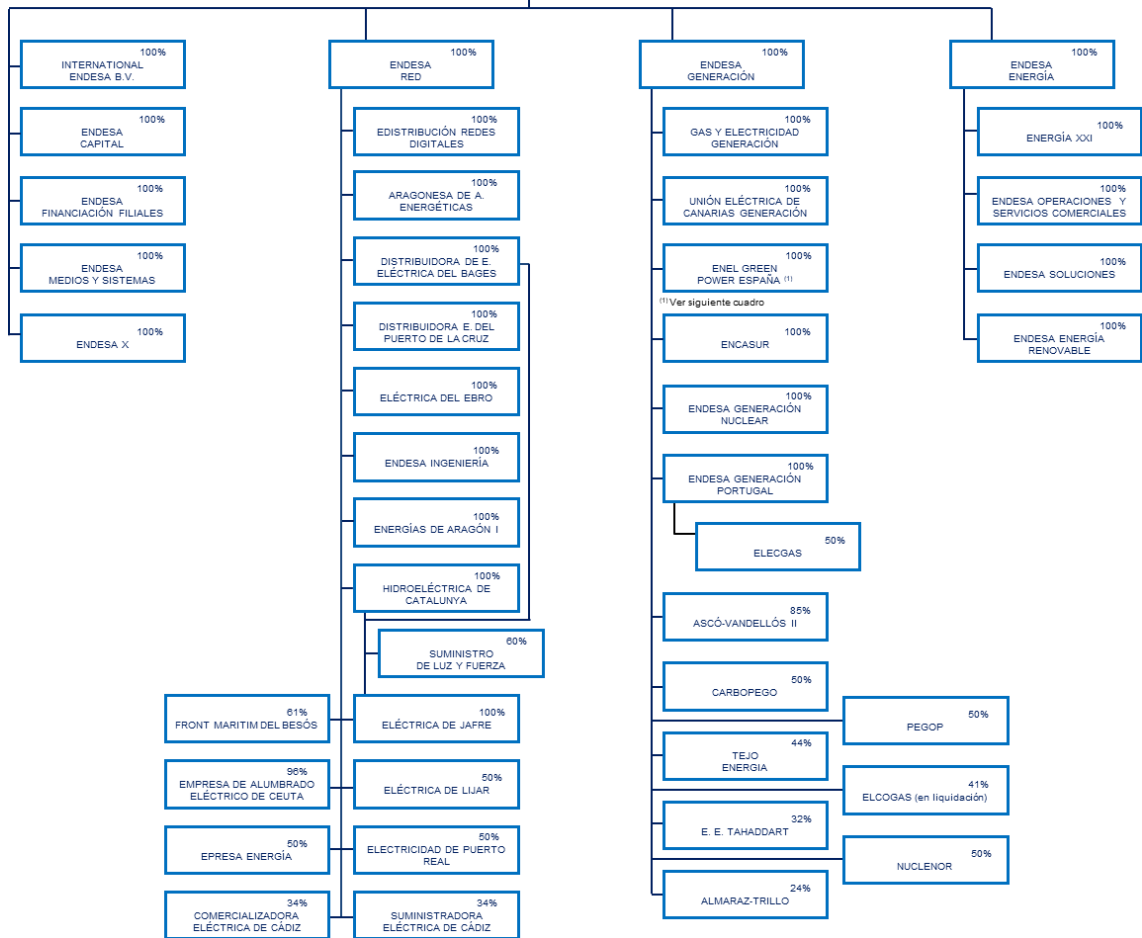 100%
INTERNATIONAL
ENDESA B.V.
100%
ENDESA
CAPITAL
100%
ENDESA
FINANCIACIÓN FILIALES
100%
ENDESA
MEDIOS Y SISTEMAS
100%
ENDESA X
100%
ENDESA
RED
100%
EDISTRIBUCIÓN REDES
DIGITALES
100%
ARAGONESA DE A.
ENERGÉTICAS
100%
DISTRIBUIDORA DE E.
ELÉCTRICA DEL BAGES
100%
DISTRIBUIDORA E. DEL
PUERTO DE LA CRUZ
100%
ELÉCTRICA DEL EBRO
100%
ENDESA INGENIERÍA
100%
ENERGÍAS DE ARAGÓN I
100%
HIDROELÉCTRICA DE
CATALUNYA
60%
SUMINISTRO
DE LUZ Y FUERZA
61%
FRONT MARITIM DEL BESÓS
100%
ELÉCTRICA DE JAFRE
96%
EMPRESA DE ALUMBRADO
ELÉCTRICO DE CEUTA
50%
ELÉCTRICA DE LIJAR
50%
EPRESA ENERGÍA
50%
ELECTRICIDAD DE PUERTO
REAL
34%
COMERCIALIZADORA
ELÉCTRICA DE CÁDIZ
34%
SUMINISTRADORA
ELÉCTRICA DE CÁDIZ
100%
ENDESA
GENERACIÓN
100%
GAS Y ELECTRICIDAD
GENERACIÓN
100%
UNIÓN ELÉCTRICA DE
CANARIAS GENERACIÓN
100%
ENEL GREEN
POWER ESPAÑA (1)
(1) Ver siguiente cuadro
100%
ENCASUR
100%
ENDESA GENERACIÓN
NUCLEAR
100%
ENDESA GENERACIÓN
PORTUGAL
50%
ELECGAS
85%
ASCÓ-VANDELLÓS II
50%
CARBOPEGO
50%
PEGOP
44%
TEJO
ENERGIA
41%
ELCOGAS (en liquidación)
32%
E. E. TAHADDART
50%
NUCLENOR
24%
ALMARAZ-TRILLO
100%
ENDESA
ENERGÍA
100%
ENERGÍA XXI
100%
ENDESA OPERACIONES Y
SERVICIOS COMERCIALES
100%
ENDESA SOLUCIONES
100%
ENDESA ENERGÍA
RENOVABLE